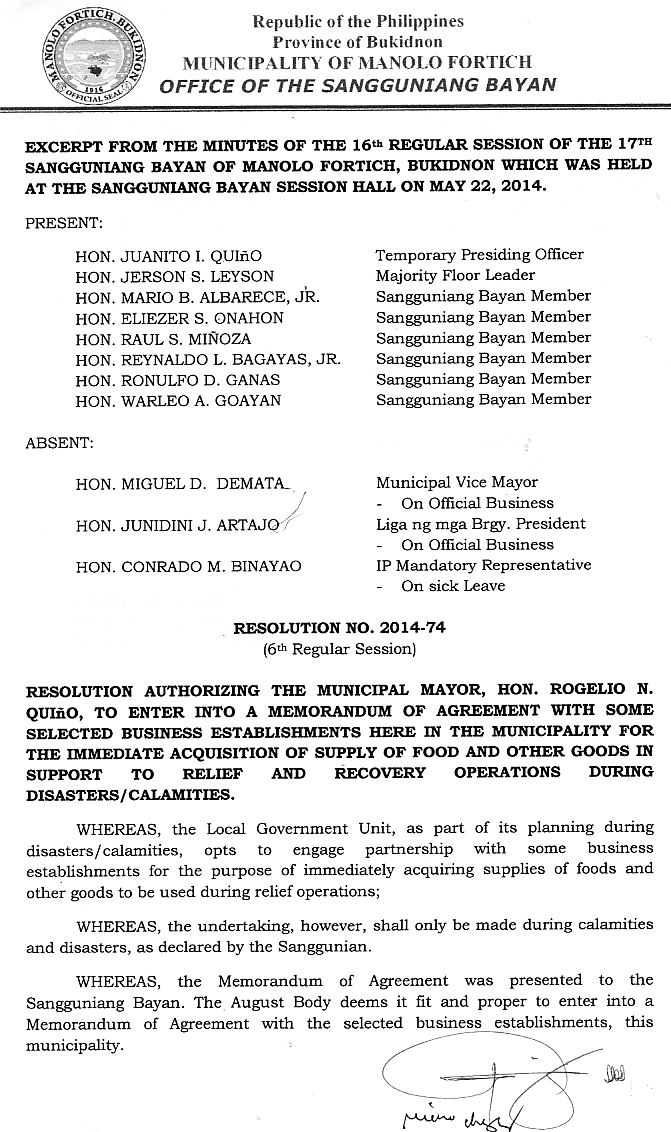 MANOLO FORTICH, BUKIDNON
1916
OFFICIAL SEAL
Republic of the Philippines
Province of Bukidnon
MUNICIPALITY OF MANOLO FORTICH
OFFICE OF THE SANGGUNIANG BAYAN
EXCERPT FROM THE MINUTES OF THE 16th REGULAR SESSION OF THE 17TH
SANGGUNIANG BAYAN OF MANOLO FORTICH, BUKIDNON WHICH WAS HELD
AT THE SANGGUNIANG BAYAN SESSION HALL ON MAY 22, 2014.
PRESENT:
HON. JUANITO I. QUIñO Temporary Presiding Officer
HON. JERSON S. LEYSON Majority Floor Leader
HON. MARIO B. ALBARECE, JR. Sangguniang Bayan Member
HON. ELIEZER S. ONAHON Sangguniang Bayan Member
HON. RAUL S. MIÑOZA Sangguniang Bayan Member
HON. REYNALDO L. BAGAYAS, JR. Sangguniang Bayan Member
HON. RONULFO D. GANAS Sangguniang Bayan Member
HON. WARLEO A. GOAYAN Sangguniang Bayan Member
ABSENT:
HON. MIGUEL D. DEMATA Municipal Vice Mayor
- On Official Business
HON. JUNIDINI J. ARTAJO Liga ng mga Brgy. President
- On Official Business
HON. CONRADO M. BINAYAO IP Mandatory Representative
- On sick Leave
RESOLUTION NO. 2014-74
(6th Regular Session)
RESOLUTION AUTHORIZING THE MUNICIPAL MAYOR, HON. ROGELIO N.
QUIñO, TO ENTER INTO A MEMORANDUM OF AGREEMENT WITH SOME
SELECTED BUSINESS ESTABLISHMENTS HERE IN THE MUNICIPALITY FOR
THE IMMEDIATE ACQUISITION OF SUPPLY OF FOOD AND OTHER GOODS IN
SUPPORT TO RELIEF AND RECOVERY OPERATIONS DURING
DISASTERS/CALAMITIES.
WHEREAS, the Local Government Unit, as part of its planning during
disasters/calamities, opts to engage partnership with some business
establishments for the purpose of immediately acquiring supplies of foods and
other goods to be used during relief operations;
WHEREAS, the undertaking, however, shall only be made during calamities
and disasters, as declared by the Sanggunian.
WHEREAS, the Memorandum of Agreement was presented to the
Sangguniang Bayan. The August Body deems it fit and proper to enter into a
Memorandum of Agreement with the selected business establishments, this
municipality.